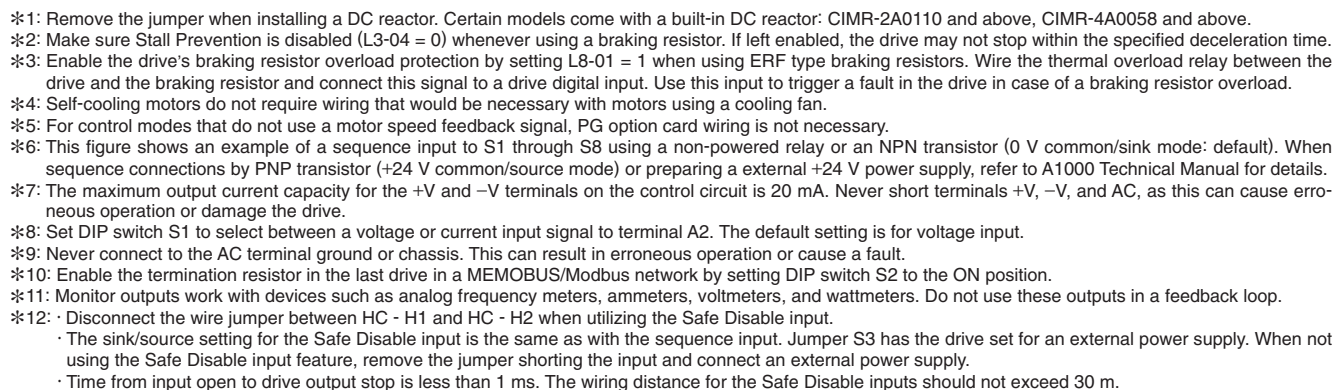 ✻1: Remove the jumper when installing a DC reactor. Certain models come with a built-in DC reactor: CIMR-2A0110 and above, CIMR-4A0058 and above.
✻2: Make sure Stall Prevention is disabled (L3-04 = 0) whenever using a braking resistor. If left enabled, the drive may not stop within the specified deceleration time.
✻3: Enable the drive's braking resistor overload protection by setting L8-01 = 1 when using ERF type braking resistors. Wire the thermal overload relay between the
drive and the braking resistor and connect this signal to a drive digital input. Use this input to trigger a fault in the drive in case of a braking resistor overload.
✻4: Self-cooling motors do not require wiring that would be necessary with motors using a cooling fan.
✻5: For control modes that do not use a motor speed feedback signal, PG option card wiring is not necessary.
✻6: This figure shows an example of a sequence input to S1 through S8 using a non-powered relay or an NPN transistor (0 V common/sink mode: default). When
sequence connections by PNP transistor (+24 V common/source mode) or preparing a external +24 V power supply, refer to A1000 Technical Manual for details.
✻7: The maximum output current capacity for the +V and −V terminals on the control circuit is 20 mA. Never short terminals +V, −V, and AC, as this can cause erro-
neous operation or damage the drive.
✻8: Set DIP switch S1 to select between a voltage or current input signal to terminal A2. The default setting is for voltage input.
✻9: Never connect to the AC terminal ground or chassis. This can result in erroneous operation or cause a fault.
✻10: Enable the termination resistor in the last drive in a MEMOBUS/Modbus network by setting DIP switch S2 to the ON position.
✻11: Monitor outputs work with devices such as analog frequency meters, ammeters, voltmeters, and wattmeters. Do not use these outputs in a feedback loop.
✻12: · Disconnect the wire jumper between HC - H1 and HC - H2 when utilizing the Safe Disable input.
· The sink/source setting for the Safe Disable input is the same as with the sequence input. Jumper S3 has the drive set for an external power supply. When not
using the Safe Disable input feature, remove the jumper shorting the input and connect an external power supply.
· Time from input open to drive output stop is less than 1 ms. The wiring distance for the Safe Disable inputs should not exceed 30 m.